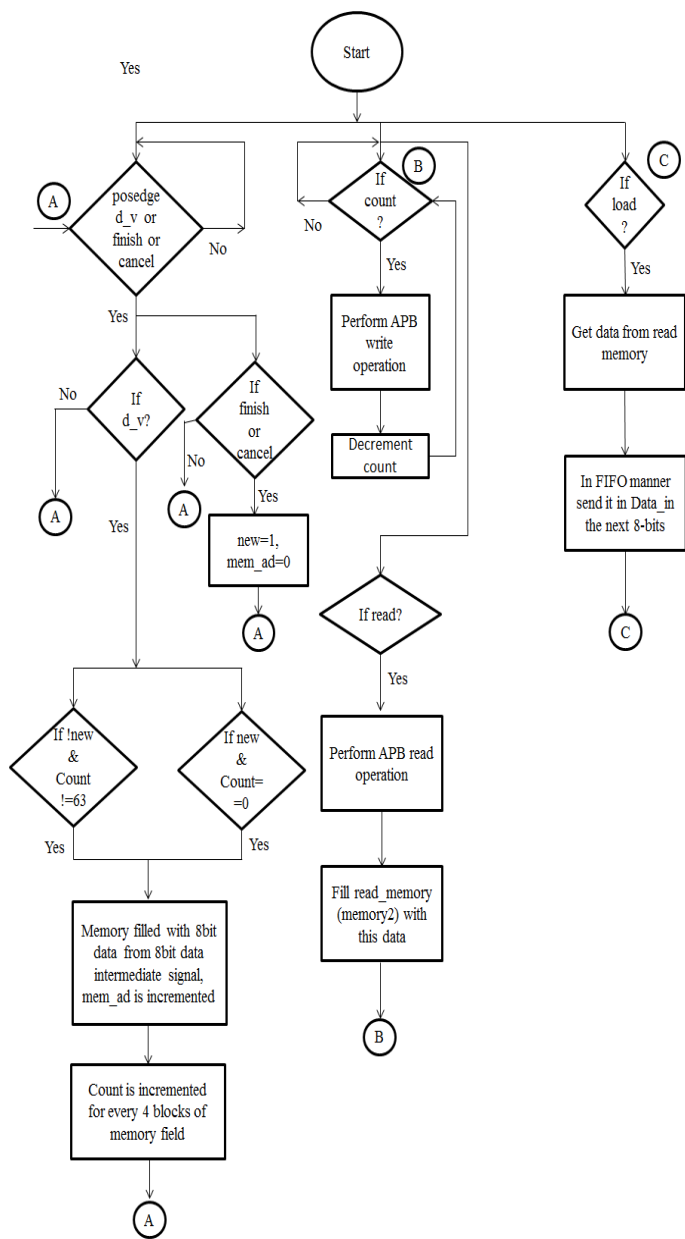 Start
Yes
A
posedge
d_v or
finish or
cancel
No
Yes
If
d_v?
No
A
Yes
If
finish
or
cancel
No
A
Yes
new=1,
mem_ad=0
A
If !new
&
Count
!=63
Yes
If new
&
Count=
=0
Yes
Memory filled with 8bit
data from 8bit data
intermediate signal,
mem_ad is incremented
Count is incremented
for every 4 blocks of
memory field
A
B
If
count
?
No
Yes
Perform APB
write
operation
Decrement
count
If read?
Yes
Perform APB read
operation
Fill read_memory
(memory2) with
this data
B
C
If
load
?
Yes
Get data from read
memory
In FIFO manner
send it in Data_in
the next 8-bits
C